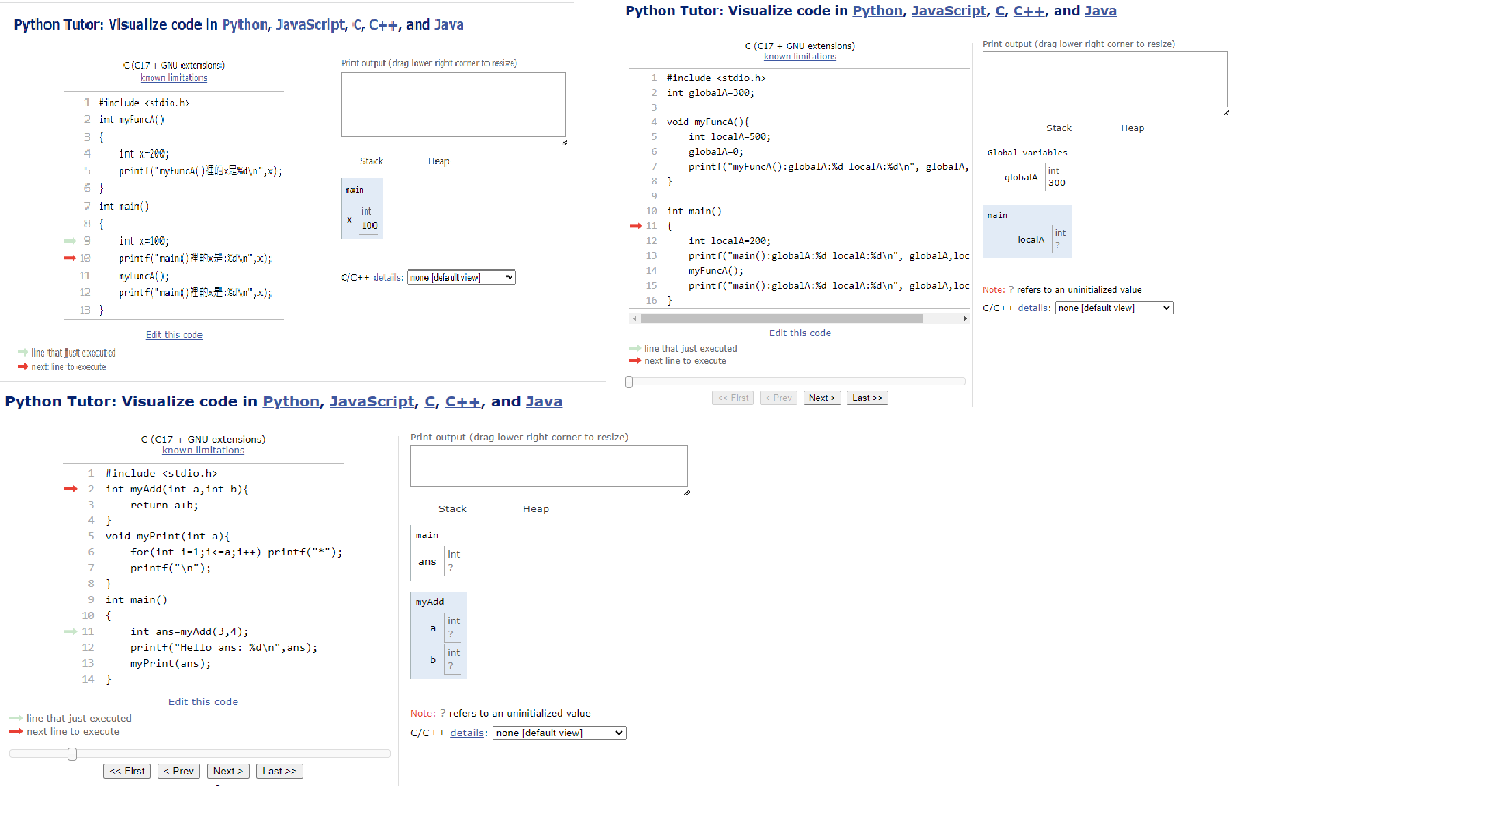 Python Tutor: Visualize code in Python, JavaScript, C, C++, and Java
C (C17 + GNU extensions)
known limitations
1 #include <stdio.h>
2 int myFuncA()
3 {
4 int x=200;
5 printf("myFuncA()裡的x是%d\n",x);
6 }
7 int main()
8 {
9 int x=100;
10 printf("main()裡的x是:%d\n",x);
11 myFuncA();
12 printf("main()裡的x是:%d\n",x);
13 }
Edit this code
line that just executed
next line to execute
Print output (drag lower right corner to resize)
Stack Heap
main
x int
100
C/C++ details: none [default view]
Python Tutor: Visualize code in Python, JavaScript, C, C++, and Java
C (C17 + GNU extensions)
known limitations
1 #include <stdio.h>
2 int globalA=300;
3
4 void myFuncA(){
5 int localA=500;
6 globalA=0;
7 printf("myFuncA():globalA:%d localA:%d\n", globalA,
8 }
9
10 int main()
11 {
12 int localA=200;
13 printf("main():globalA:%d localA:%d\n", globalA,loc
14 myFuncA();
15 printf("main():globalA:%d localA:%d\n", globalA,loc
16 }
Edit this code
line that just executed
next line to execute
<< First < Prev Next > Last >>
Print output (drag lower right corner to resize)
Stack Heap
Global variables
globalA int
300
main
localA int
?
Note: ? refers to an uninitialized value
C/C++ details: none [default view]
Python Tutor: Visualize code in Python, JavaScript, C, C++, and Java
C (C17 + GNU extensions)
known limitations
1 #include <stdio.h>
2 int myAdd(int a,int b){
3 return a+b;
4 }
5 void myPrint(int a){
6 for(int i=1;i<=a;i++) printf("*");
7 printf("\n");
8 }
9 int main()
10 {
11 int ans=myAdd(3,4);
12 printf("Hello ans: %d\n",ans);
13 myPrint(ans);
14 }
Edit this code
line that just executed
next line to execute
<< First < Prev Next > Last >>
Print output (drag lower right corner to resize)
Stack Heap
main
ans int
?
myAdd
a int
?
b int
?
Note: ? refers to an uninitialized value
C/C++ details: none [default view]